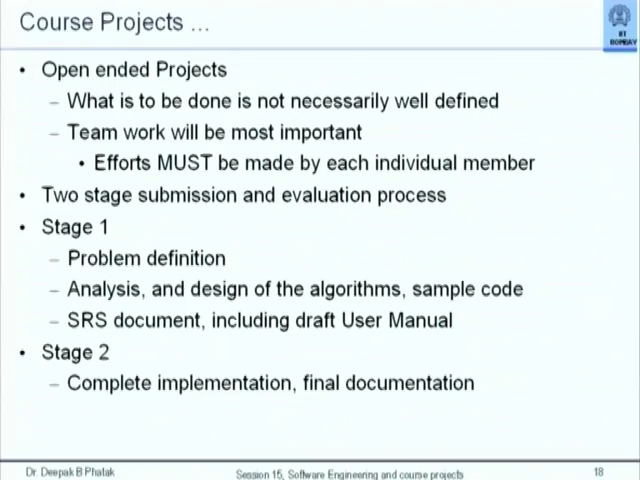 Course Projects ...
IIT
BOMBAY
• Open ended Projects
– What is to be done is not necessarily well defined
– Team work will be most important
• Efforts MUST be made by each individual member
• Two stage submission and evaluation process
• Stage 1
– Problem definition
– Analysis, and design of the algorithms, sample code
– SRS document, including draft User Manual
• Stage 2
– Complete implementation, final documentation
Dr. Deepak B Phatak
Session 15, Software Engineering and course projects
18